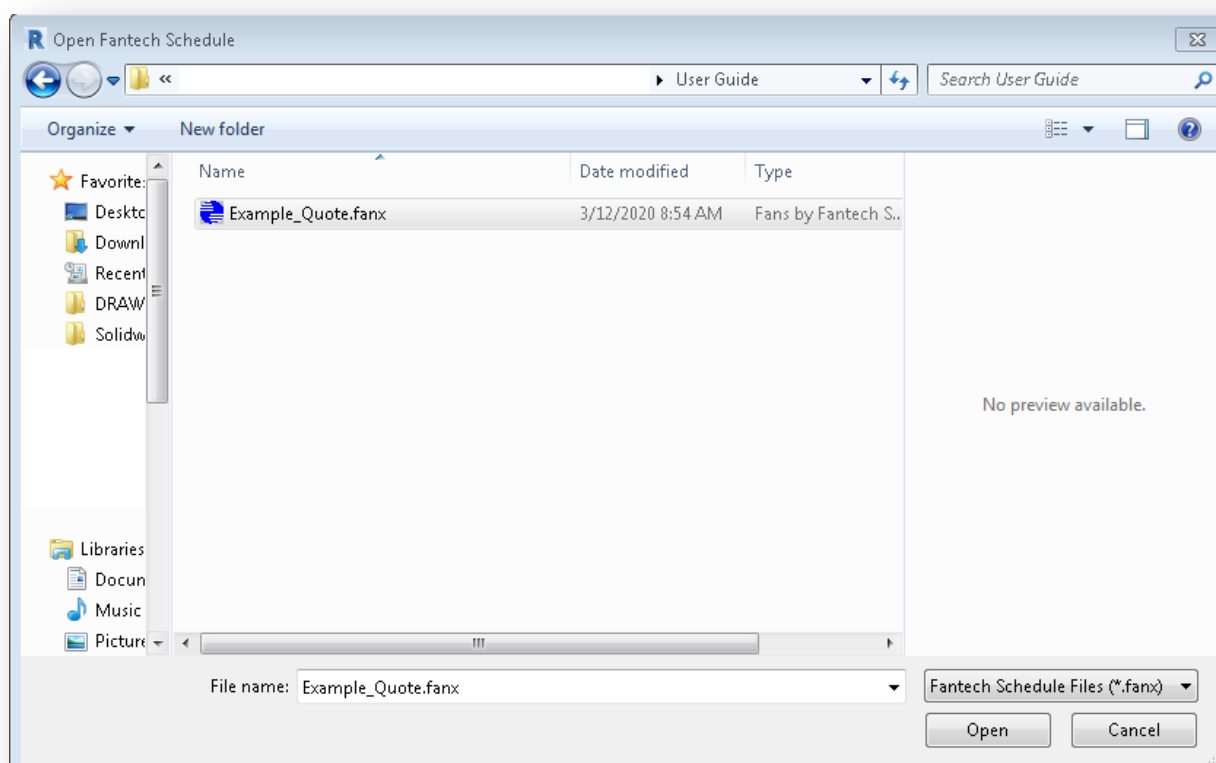 R Open Fantech Schedule
« User Guide Search User Guide
Organize New folder
Name Date modified Type
Favorite:
Example_Quote.fanx 3/12/2020 8:54 AM Fans by Fantech S...
Deskto
Downl
Recent
DRAW
Solidw
No preview available.
Libraries
Docun
Music
Picture
File name: Example_Quote.fanx Fantech Schedule Files (*.fanx)
Open Cancel